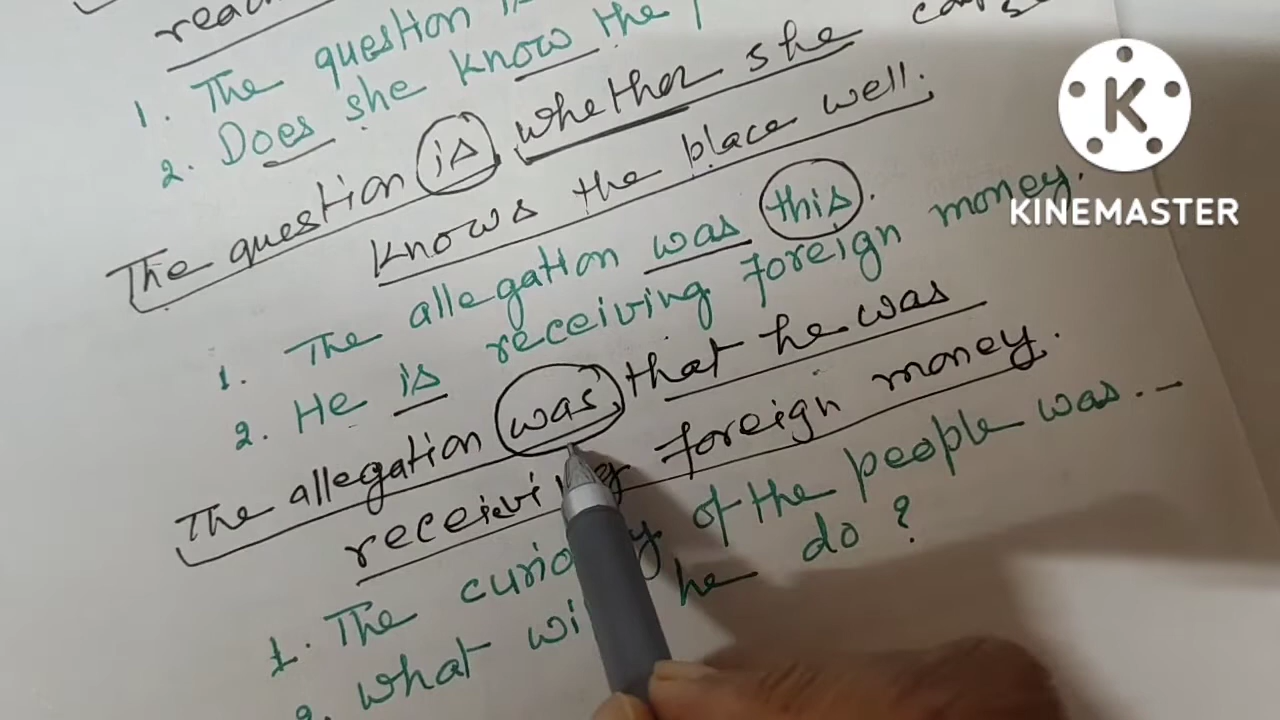 1. The question is
2. Does she know the
The question is whether she
knows the place well.
1. The allegation was this.
2. He is receiving foreign money.
The allegation was that he was
receiving foreign money.
1. The of the people was..-
2. what he do ?
K
KINEMASTER